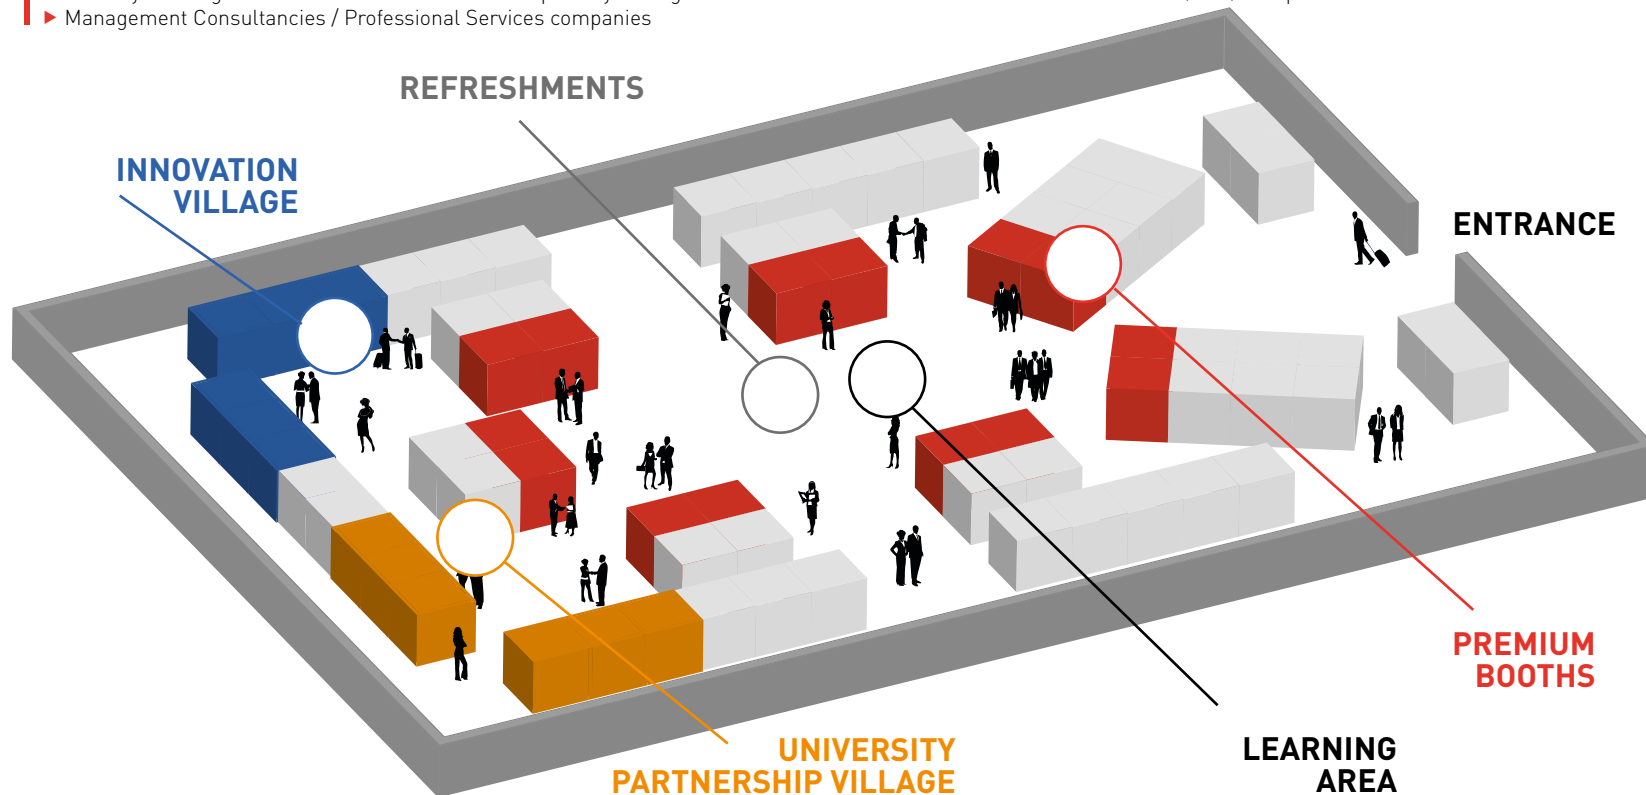 Management Consultancies / Professional Services companies
REFRESHMENTS
INNOVATION
VILLAGE
ENTRANCE
PREMIUM
BOOTHS
UNIVERSITY
PARTNERSHIP VILLAGE
LEARNING
AREA